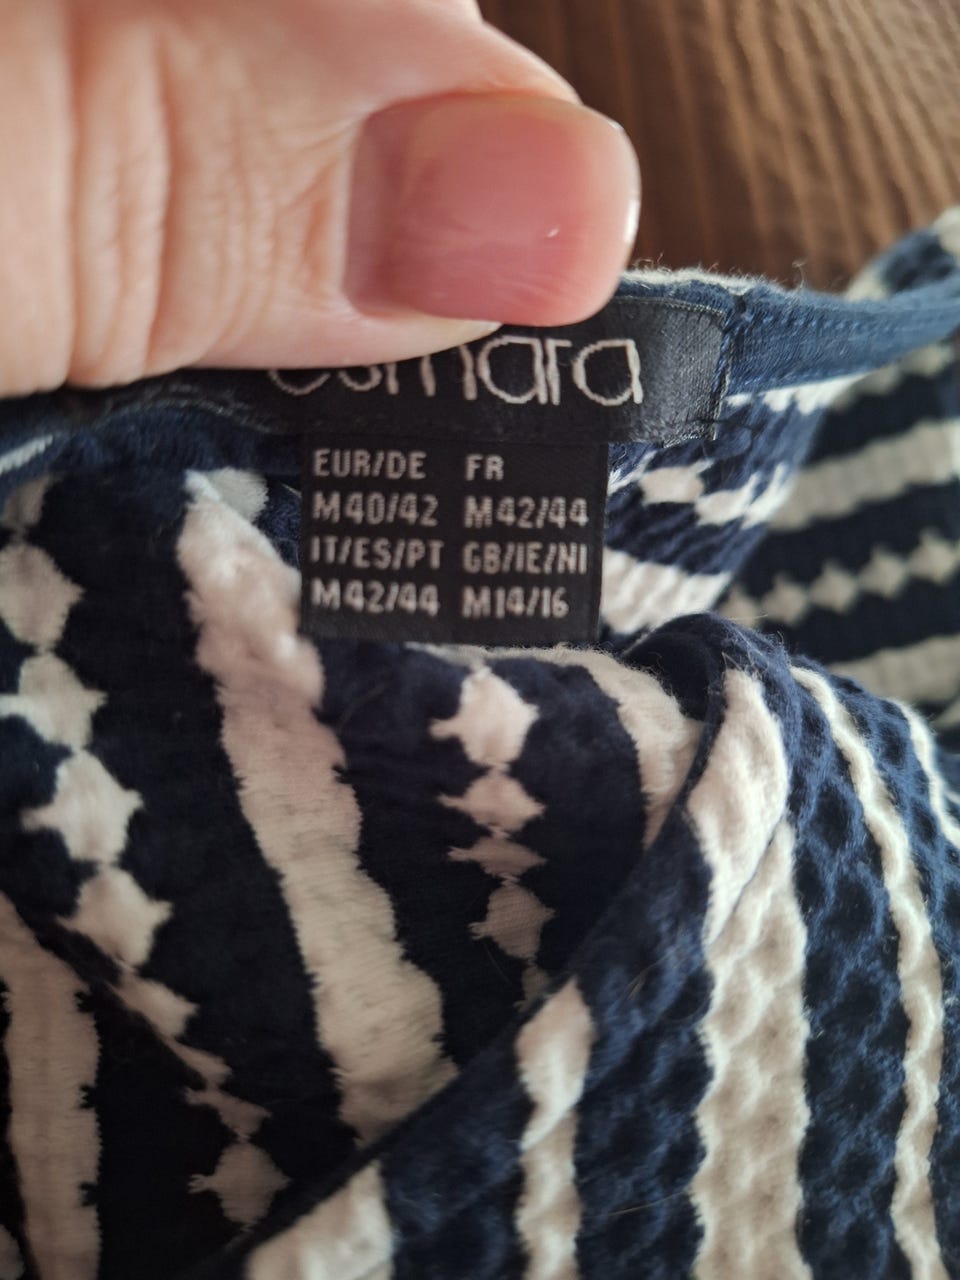 esmara
EUR/DE FR
M40/42 M42/44
IT/ES/PT GB/IE/NI
M42/44 M14/16